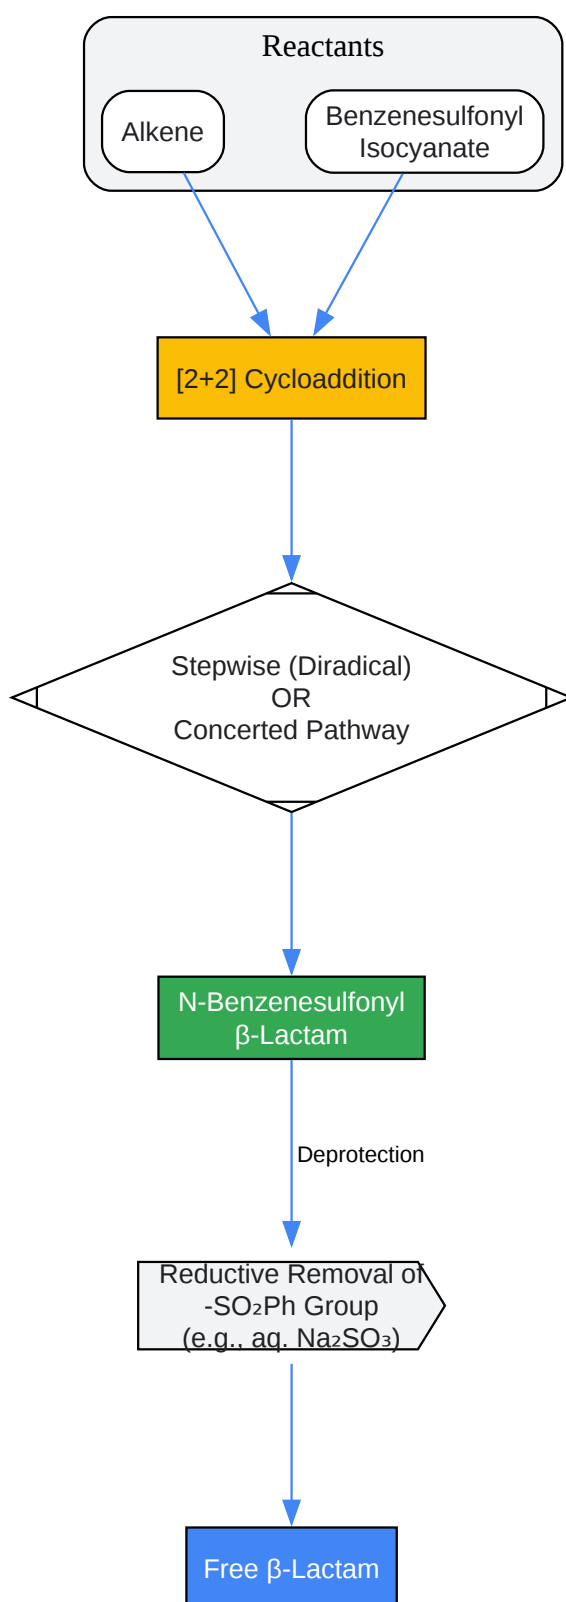 Reactants
Alkene
Benzenesulfonyl
Isocyanate
[2+2] Cycloaddition
Stepwise (Diradical)
OR
Concerted Pathway
N-Benzenesulfonyl
β-Lactam
Deprotection
Reductive Removal of
-SO₂Ph Group
(e.g., aq. Na₂SO₃)
Free β-Lactam